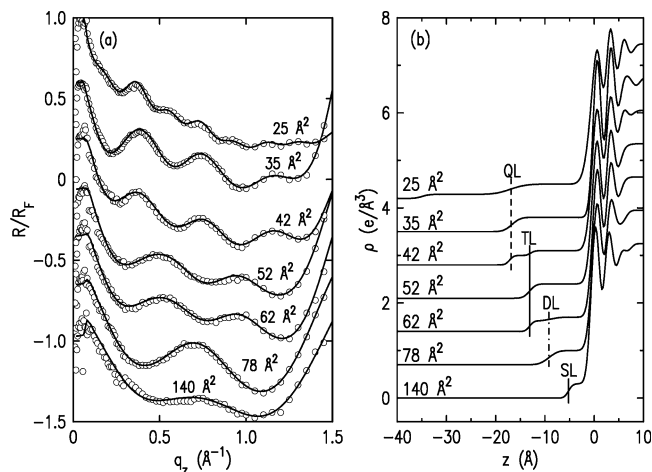 (a)
1.0
0.5
0
−0.5
−1.0
−1.5
R/R_F
25 Å²
35 Å²
42 Å²
52 Å²
62 Å²
78 Å²
140 Å²
0 0.5 1.0 1.5
q_z (Å⁻¹)
(b)
8
6
4
2
0
ρ (e/Å³)
QL
25 Å²
35 Å²
TL
42 Å²
52 Å²
DL
62 Å²
78 Å²
SL
140 Å²
−40 −30 −20 −10 0 10
z (Å)